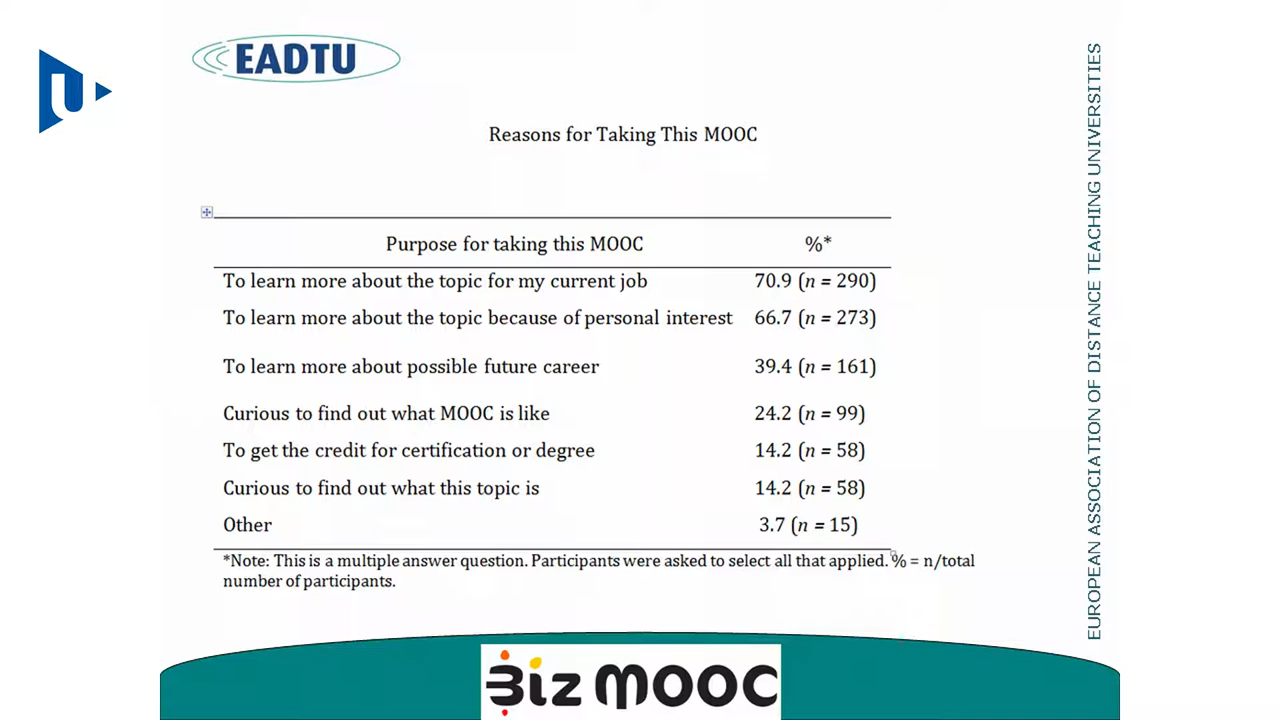 EADTU
U
Reasons for Taking This MOOC
Purpose for taking this MOOC %*
To learn more about the topic for my current job 70.9 (n = 290)
To learn more about the topic because of personal interest 66.7 (n = 273)
To learn more about possible future career 39.4 (n = 161)
Curious to find out what MOOC is like 24.2 (n = 99)
To get the credit for certification or degree 14.2 (n = 58)
Curious to find out what this topic is 14.2 (n = 58)
Other 3.7 (n = 15)
*Note: This is a multiple answer question. Participants were asked to select all that applied. % = n/total
number of participants.
EUROPEAN ASSOCIATION OF DISTANCE TEACHING UNIVERSITIES
Biz MOOC